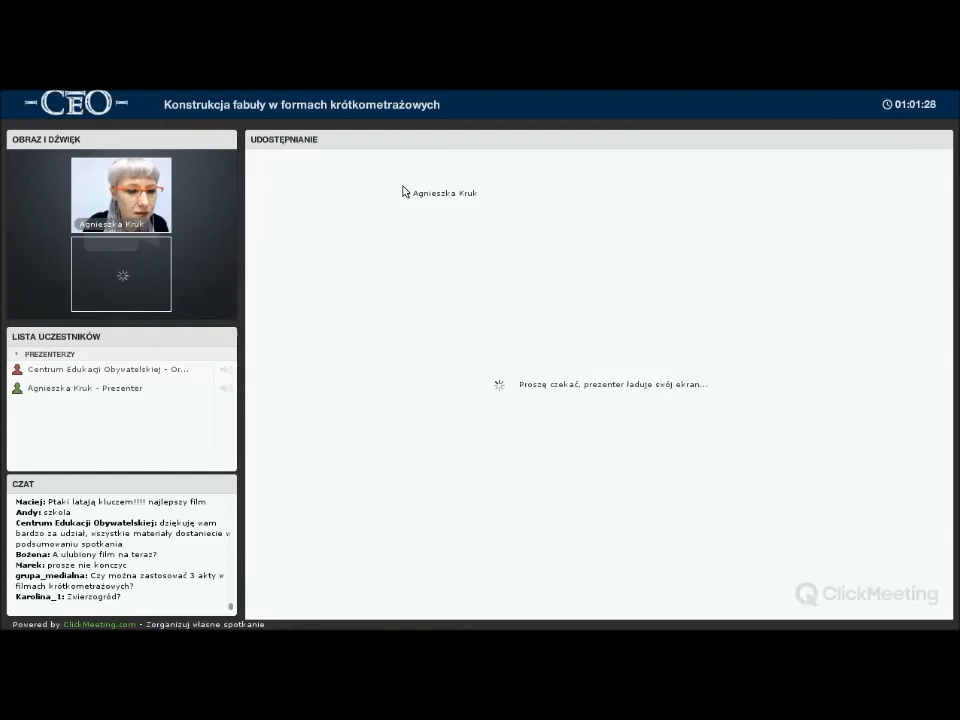 CEO
Konstrukcja fabuły w formach krótkometrażowych
01:01:28
OBRAZ I DŹWIĘK
Agnieszka Kruk
LISTA UCZESTNIKÓW
PREZENTERZY
Centrum Edukacji Obywatelskiej - Or...
Agnieszka Kruk - Prezenter
CZAT
Maciej: Ptaki latają kluczem!!!! najlepszy film
Andy: szkola
Centrum Edukacji Obywatelskiej: dziękuję wam
bardzo za udział, wszystkie materiały dostaniecie w
podsumowaniu spotkania
Bożena: A ulubiony film na teraz?
Marek: prosze nie konczyc
grupa_medialna: Czy można zastosować 3 akty w
filmach krótkometrażowych?
Karolina_1: Zwierzogród?
UDOSTĘPNIANIE
Agnieszka Kruk
Proszę czekać, prezenter ładuje swój ekran...
ClickMeeting
Powered by ClickMeeting.com - Zorganizuj własne spotkanie